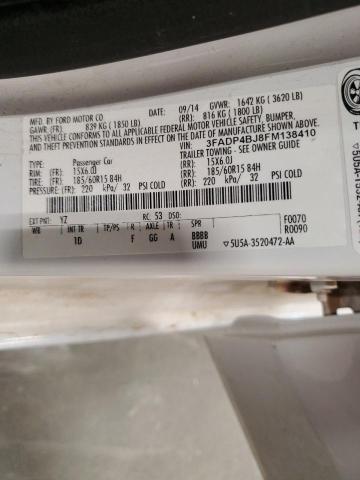 MFD. BY FORD MOTOR CO. DATE: 09/14 GVWR: 1642 KG ( 3620 LB)
GAWR: (FR) 839 KG ( 1850 LB) (RR): 816 KG ( 1800 LB)
THIS VEHICLE CONFORMS TO ALL APPLICABLE FEDERAL MOTOR VEHICLE SAFETY, BUMPER,
AND THEFT PREVENTION STANDARDS IN EFFECT ON THE DATE OF MANUFACTURE SHOWN ABOVE.
VIN: 3FADP4BJ8FM138410
TYPE: Passenger Car TRAILER TOWING - SEE OWNER GUIDE
RIM: (FR): 15X6.0J (RR): 15X6.0J
TIRE: (FR): 185/60R15 84H (RR): 185/60R15 84H
PRESSURE: (FR): 220 kPa/ 32 PSI COLD (RR): 220 kPa/ 32 PSI COLD
EXT PNT: YZ RC: 53 DSO: F0070
WB INT TR TP/PS R AXLE TR SPR R0090
1D F GG A BBBB
UMU ▽5U5A-3520472-AA